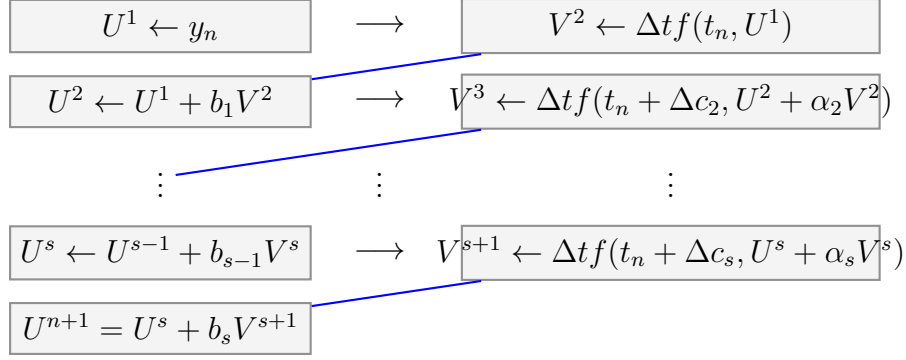 U^1 ← y_n ⟶ V^2 ← Δtf(t_n, U^1)
U^2 ← U^1 + b_1V^2 ⟶ V^3 ← Δtf(t_n + Δc_2, U^2 + α_2V^2)
⋮ ⋮ ⋮
U^s ← U^{s−1} + b_{s−1}V^s ⟶ V^{s+1} ← Δtf(t_n + Δc_s, U^s + α_sV^s)
U^{n+1} = U^s + b_sV^{s+1}